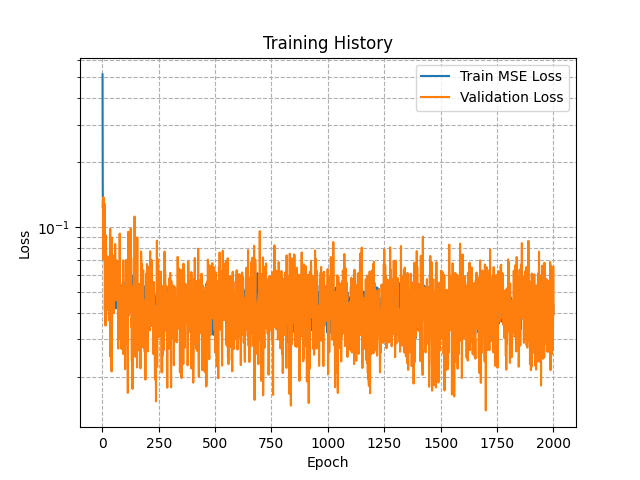 Training History
Train MSE Loss
Validation Loss
Loss
10⁻¹
0 250 500 750 1000 1250 1500 1750 2000
Epoch